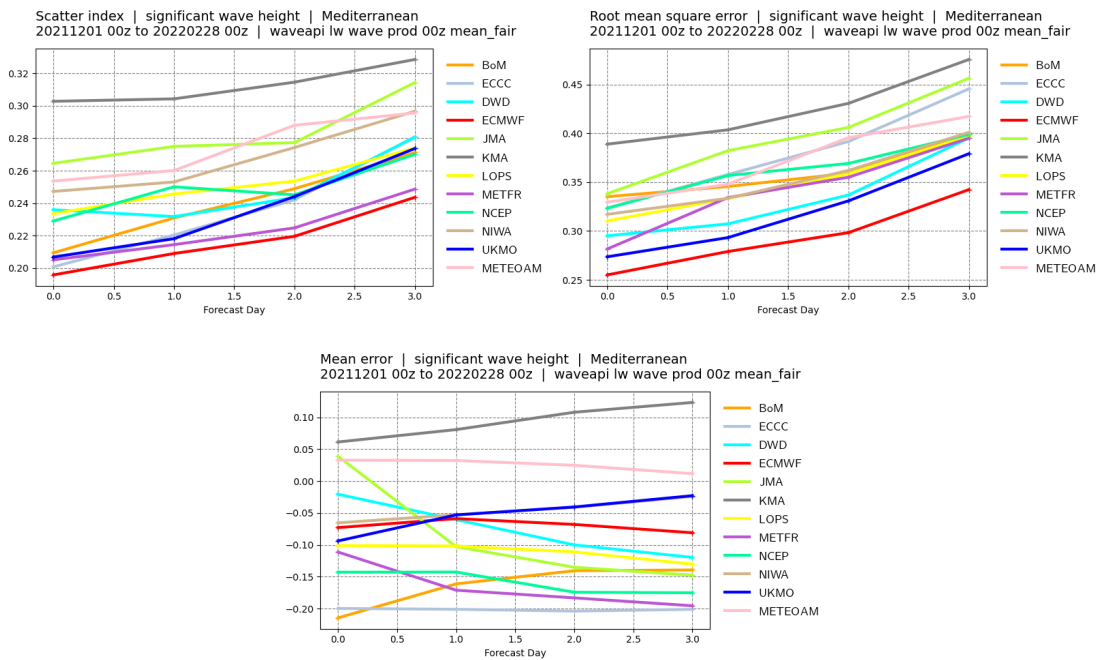 Scatter index | significant wave height | Mediterranean
20211201 00z to 20220228 00z | waveapi lw wave prod 00z mean_fair
0.32
0.30
0.28
0.26
0.24
0.22
0.20
0.0 0.5 1.0 1.5 2.0 2.5 3.0
Forecast Day
BoM
ECCC
DWD
ECMWF
JMA
KMA
LOPS
METFR
NCEP
NIWA
UKMO
METEOAM
Root mean square error | significant wave height | Mediterranean
20211201 00z to 20220228 00z | waveapi lw wave prod 00z mean_fair
0.45
0.40
0.35
0.30
0.25
0.0 0.5 1.0 1.5 2.0 2.5 3.0
Forecast Day
BoM
ECCC
DWD
ECMWF
JMA
KMA
LOPS
METFR
NCEP
NIWA
UKMO
METEOAM
Mean error | significant wave height | Mediterranean
20211201 00z to 20220228 00z | waveapi lw wave prod 00z mean_fair
0.10
0.05
0.00
−0.05
−0.10
−0.15
−0.20
0.0 0.5 1.0 1.5 2.0 2.5 3.0
Forecast Day
BoM
ECCC
DWD
ECMWF
JMA
KMA
LOPS
METFR
NCEP
NIWA
UKMO
METEOAM